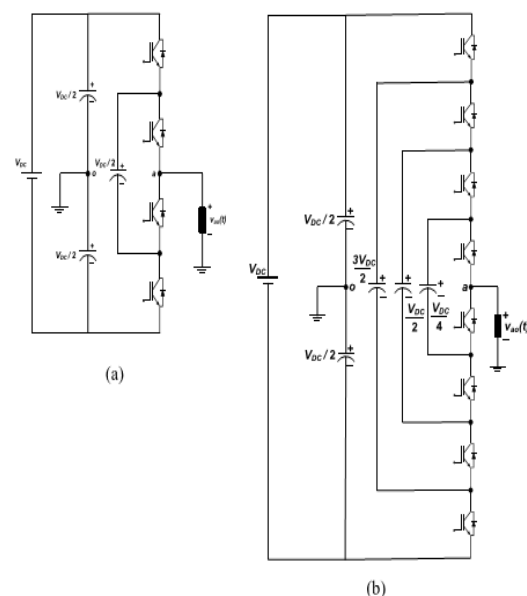 V_DC/2
V_DC
o
V_DC/2
a
v_ao(t)
V_DC/2
(a)
V_DC/2
V_DC
o
3V_DC/2
V_DC/2
V_DC/4
a
v_ao(t)
V_DC/2
(b)